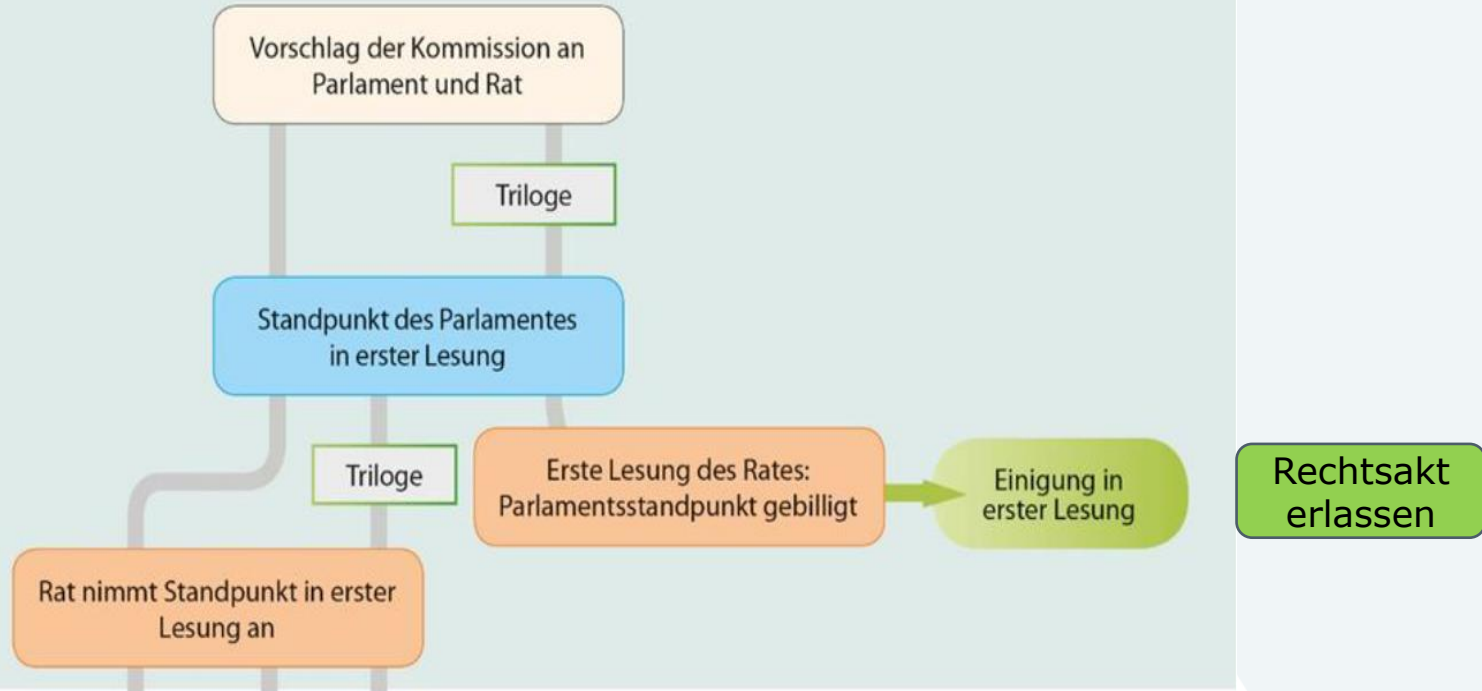 Vorschlag der Kommission an
Parlament und Rat
Triloge
Standpunkt des Parlamentes
in erster Lesung
Triloge
Erste Lesung des Rates:
Parlamentsstandpunkt gebilligt
Einigung in
erster Lesung
Rechtsakt
erlassen
Rat nimmt Standpunkt in erster
Lesung an